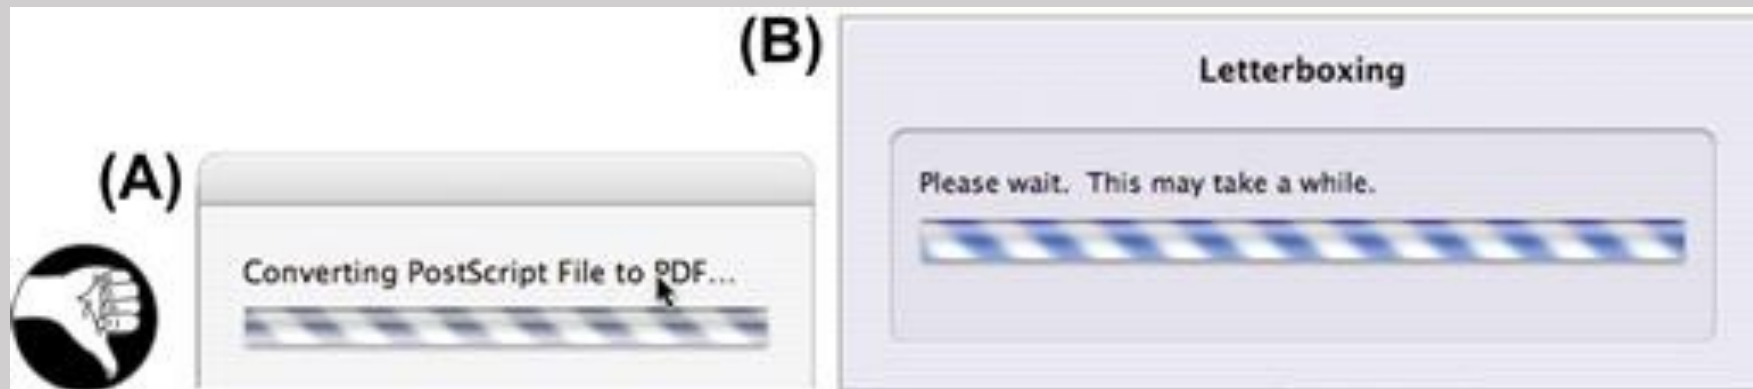 (B)
Letterboxing
(A)
Please wait. This may take a while.
Converting PostScript File to PDF...